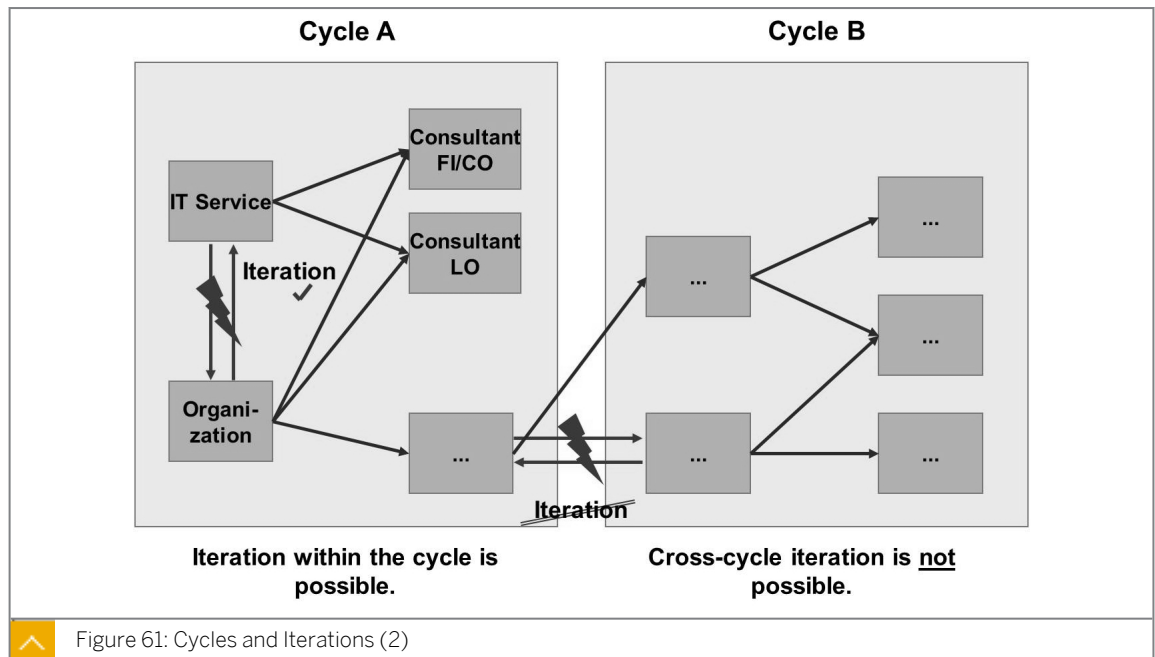 Cycle A
Cycle B
Consultant
FI/CO
IT Service
Consultant
LO
Iteration
Organi-
zation
...
...
...
...
...
...
Iteration
Iteration within the cycle is
possible.
Cross-cycle iteration is not
possible.
Figure 61: Cycles and Iterations (2)